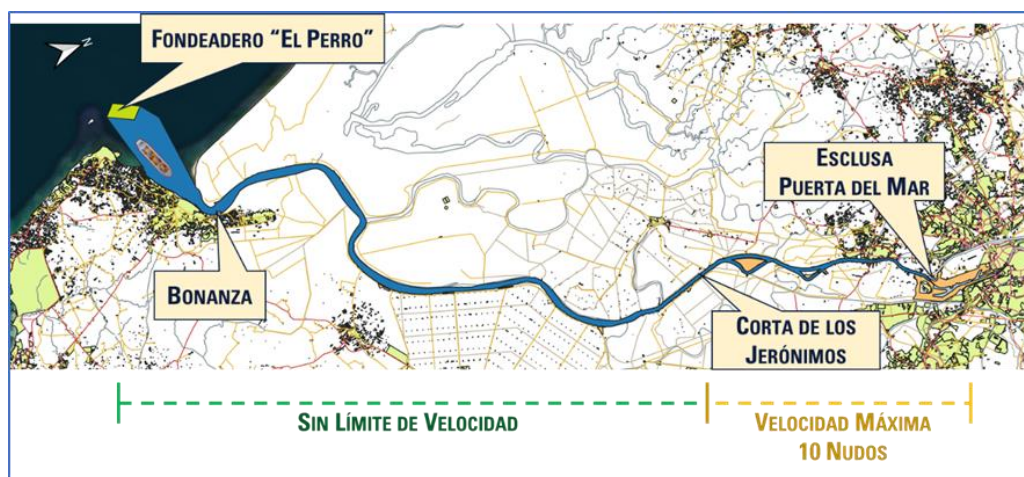 N
FONDEADERO "EL PERRO"
ESCLUSA
PUERTA DEL MAR
BONANZA
CORTA DE LOS
JERÓNIMOS
SIN LÍMITE DE VELOCIDAD
VELOCIDAD MÁXIMA
10 NUDOS